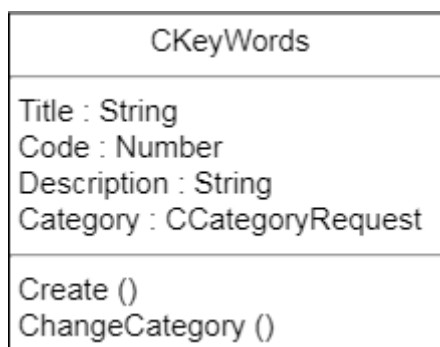 CKeyWords
Title : String
Code : Number
Description : String
Category : CCategoryRequest
Create ()
ChangeCategory ()